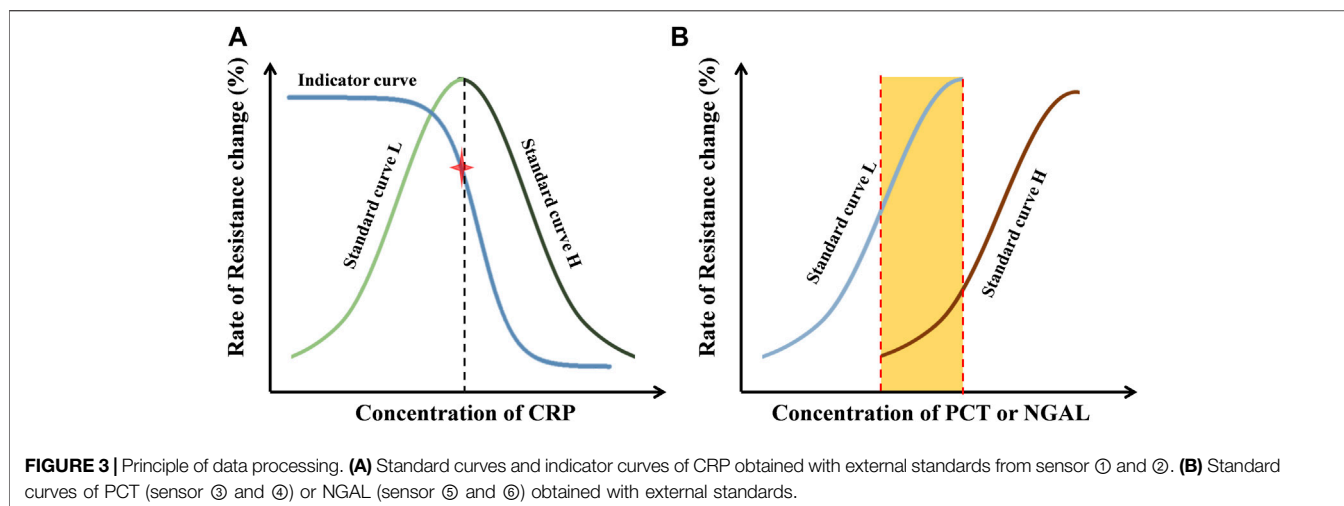 A
Rate of Resistance change (%)
Indicator curve
Standard curve L
Standard curve H
Concentration of CRP
B
Rate of Resistance change (%)
Standard curve L
Standard curve H
Concentration of PCT or NGAL
FIGURE 3 | Principle of data processing. (A) Standard curves and indicator curves of CRP obtained with external standards from sensor ① and ②. (B) Standard
curves of PCT (sensor ③ and ④) or NGAL (sensor ⑤ and ⑥) obtained with external standards.